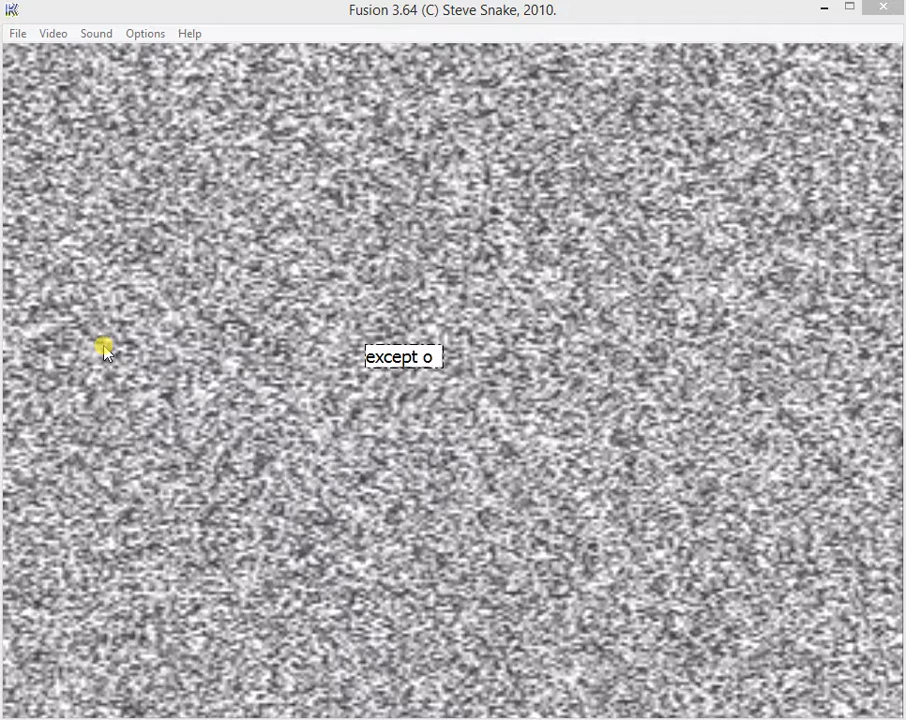 Fusion 3.64 (C) Steve Snake, 2010.
File Video Sound Options Help
except o